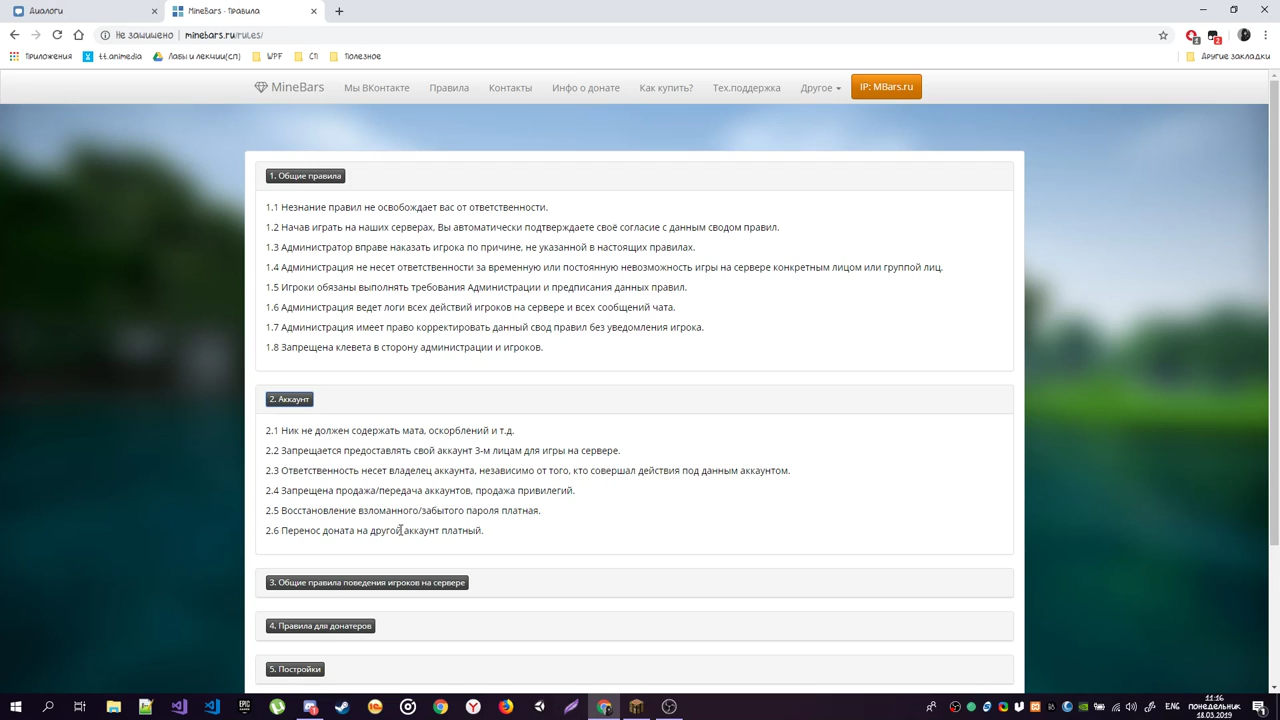 Диалоги
MineBars · Правила
Не защищено
minebars.ru/rules/
Приложения
tt.animedia
Лабы и лекции(сп)
WPF
СП
Полезное
Другие закладки
MineBars
Мы ВКонтакте
Правила
Контакты
Инфо о донате
Как купить?
Тех.поддержка
Другое
IP: MBars.ru
1. Общие правила
1.1 Незнание правил не освобождает вас от ответственности.
1.2 Начав играть на наших серверах, Вы автоматически подтверждаете своё согласие с данным сводом правил.
1.3 Администратор вправе наказать игрока по причине, не указанной в настоящих правилах.
1.4 Администрация не несет ответственности за временную или постоянную невозможность игры на сервере конкретным лицом или группой лиц.
1.5 Игроки обязаны выполнять требования Администрации и предписания данных правил.
1.6 Администрация ведет логи всех действий игроков на сервере и всех сообщений чата.
1.7 Администрация имеет право корректировать данный свод правил без уведомления игрока.
1.8 Запрещена клевета в сторону администрации и игроков.
2. Аккаунт
2.1 Ник не должен содержать мата, оскорблений и т.д.
2.2 Запрещается предоставлять свой аккаунт 3-м лицам для игры на сервере.
2.3 Ответственность несет владелец аккаунта, независимо от того, кто совершал действия под данным аккаунтом.
2.4 Запрещена продажа/передача аккаунтов, продажа привилегий.
2.5 Восстановление взломанного/забытого пароля платная.
2.6 Перенос доната на другой аккаунт платный.
3. Общие правила поведения игроков на сервере
4. Правила для донатеров
5. Постройки
ENG
11:16
понедельник
18.03.2019